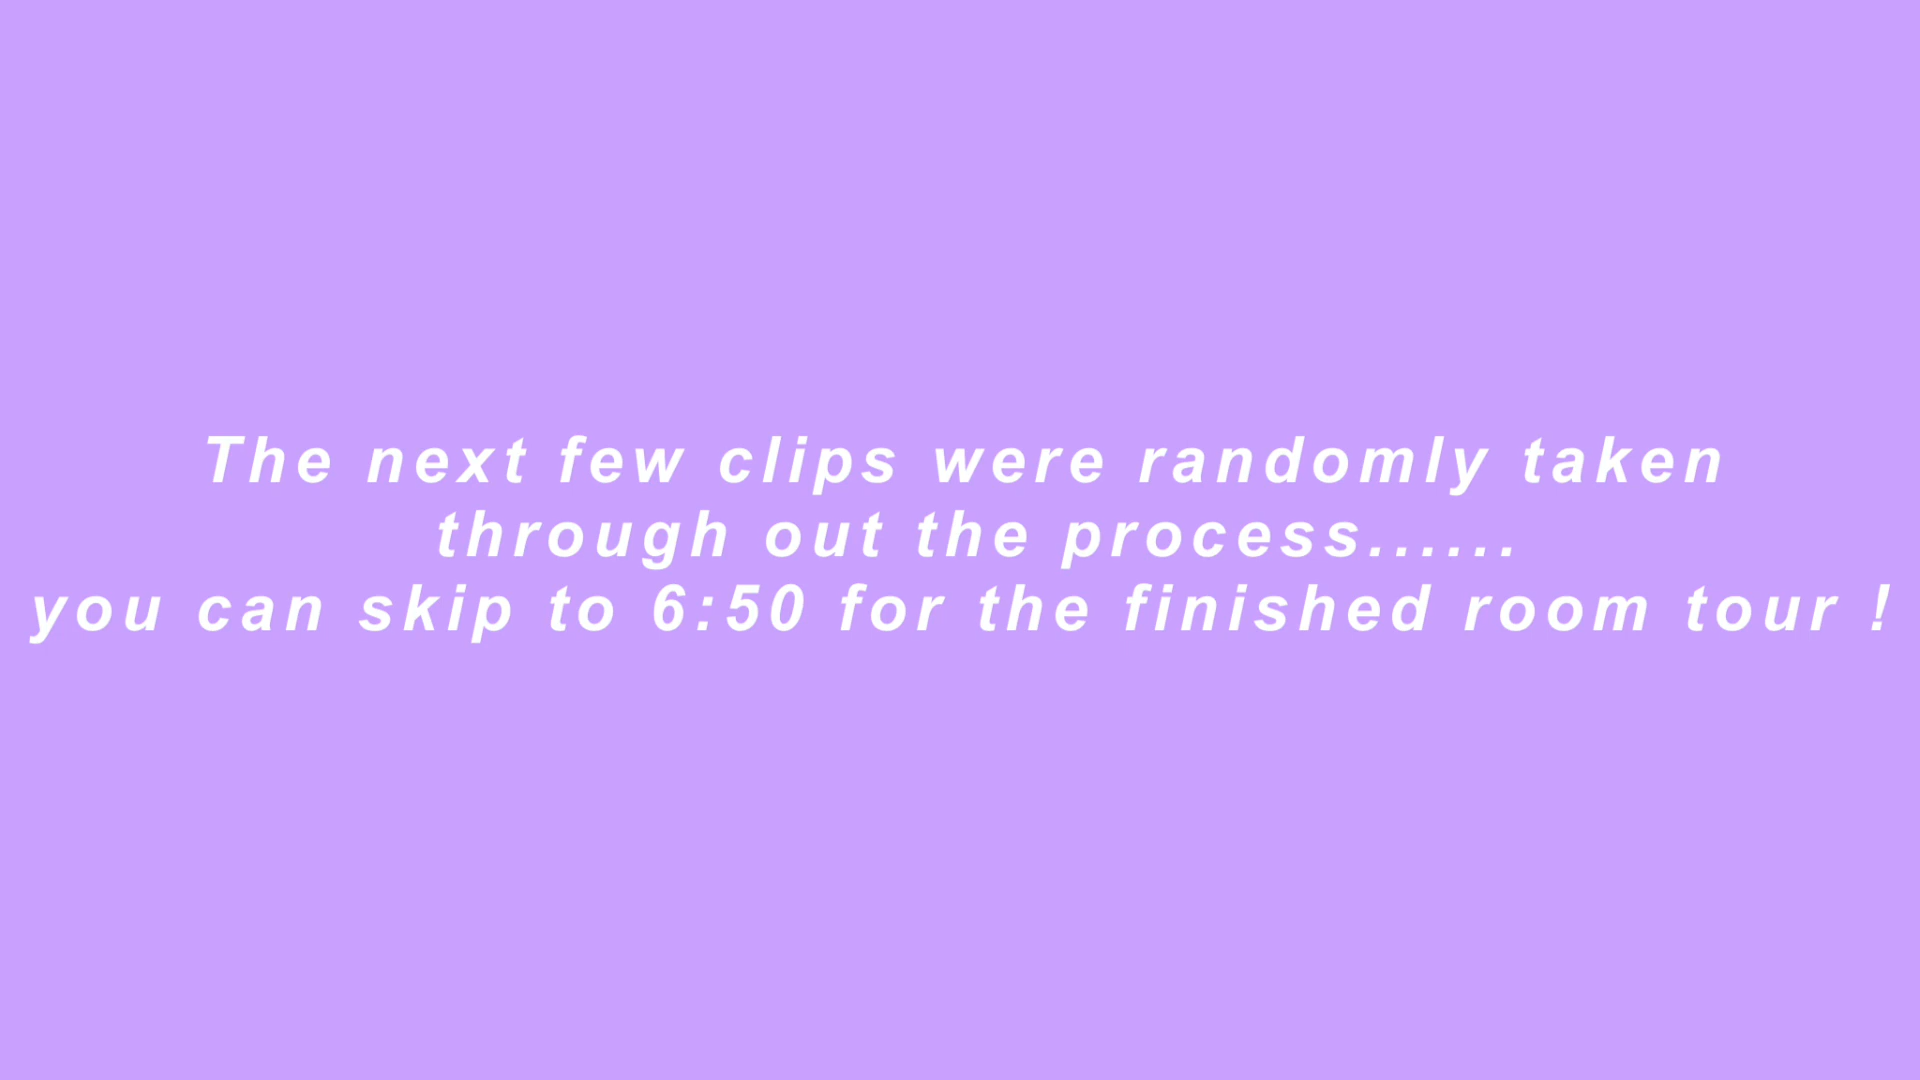 The next few clips were randomly taken
through out the process......
you can skip to 6:50 for the finished room tour !